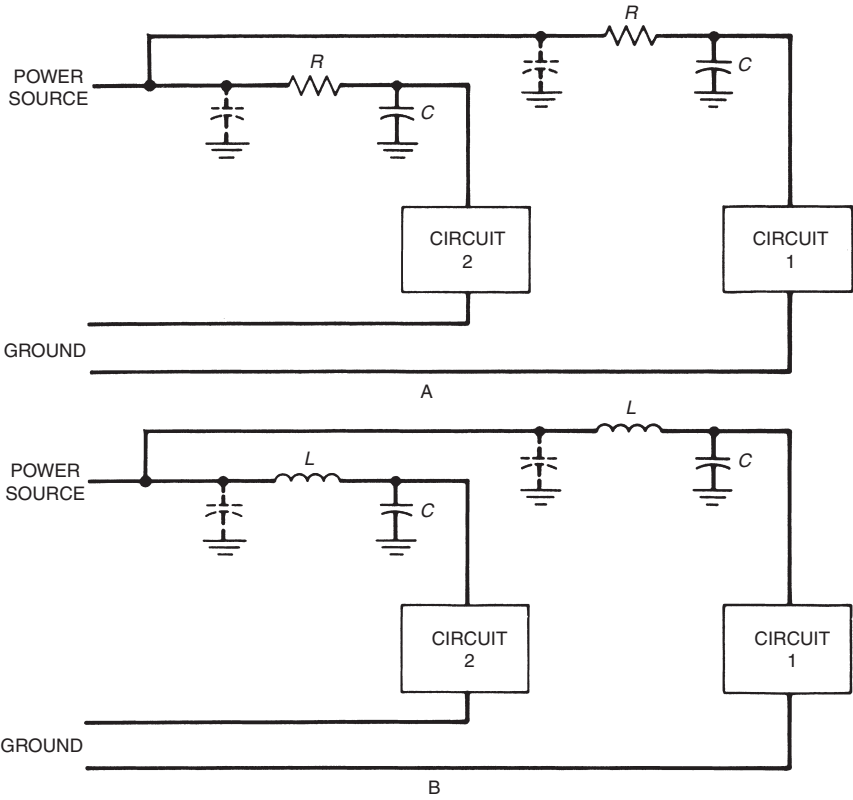 R
R
POWER
SOURCE
C
C
CIRCUIT
2
CIRCUIT
1
GROUND
A
L
L
POWER
SOURCE
C
C
CIRCUIT
2
CIRCUIT
1
GROUND
B